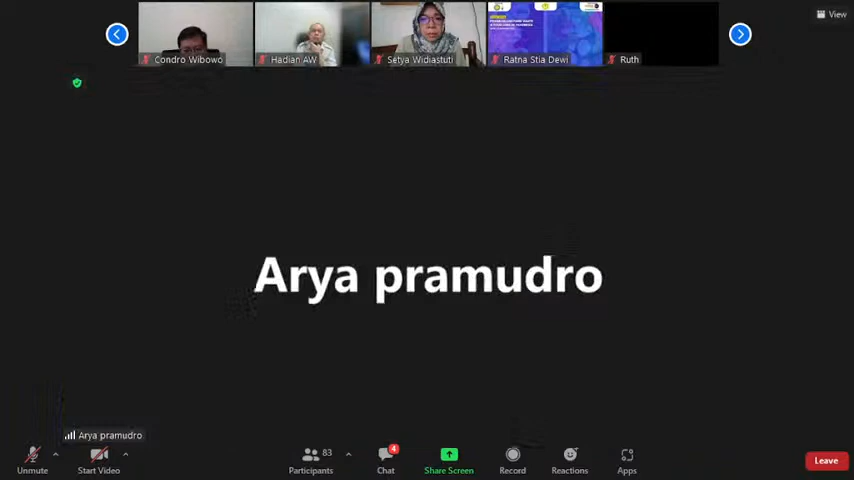 View
Condro Wibowo
Hadian AW
Setya Widiastuti
Ratna Stia Dewi
Ruth
Arya pramudro
Arya pramudro
Unmute
Start Video
83
Participants
4
Chat
Share Screen
Record
Reactions
Apps
Leave